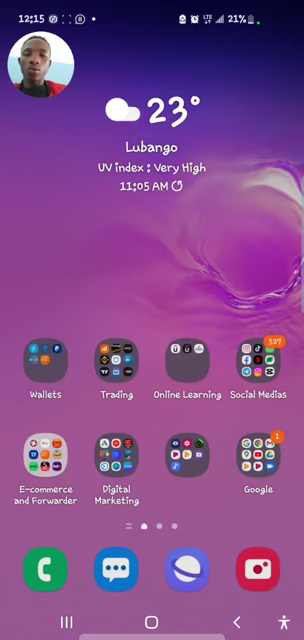 12:15
LTE
21%
23°
Lubango
UV index : Very High
11:05 AM
527
Wallets
Trading
Online Learning
Social Medias
1
E-commerce
and Forwarder
Digital
Marketing
Google